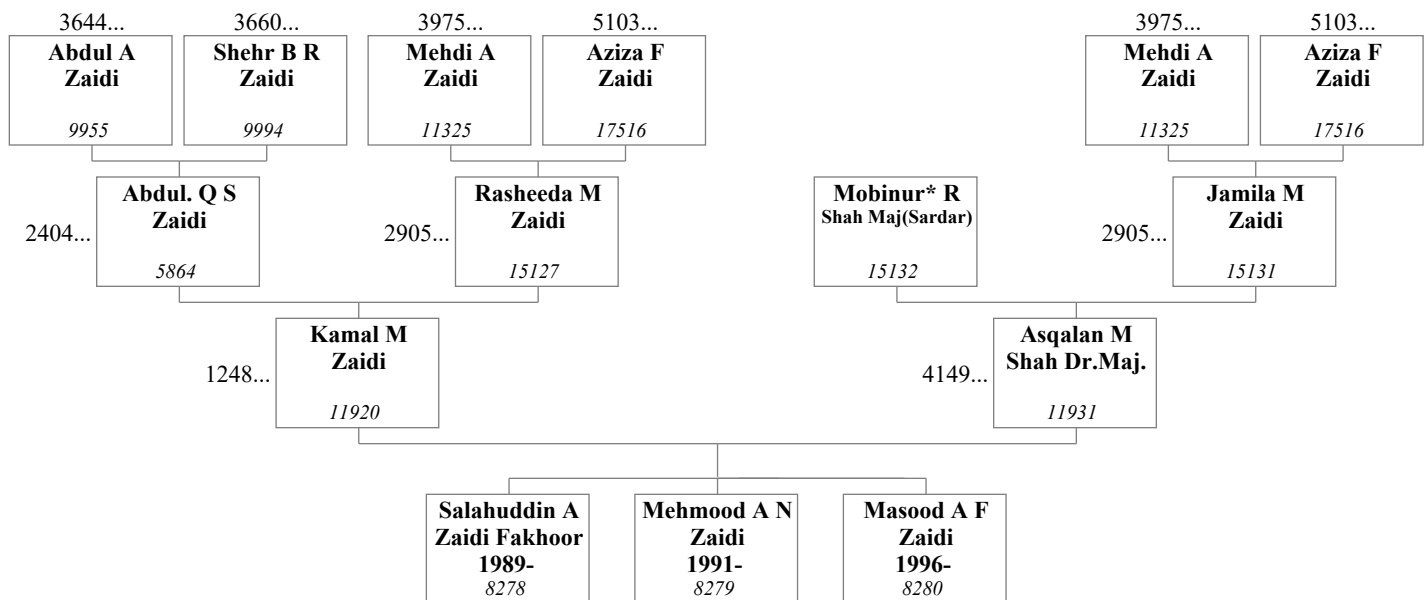 3644...
3660...
3975...
5103...
3975...
5103...
Abdul A
Zaidi
9955
Shehr B R
Zaidi
9994
Mehdi A
Zaidi
11325
Aziza F
Zaidi
17516
Mehdi A
Zaidi
11325
Aziza F
Zaidi
17516
2404...
Abdul. Q S
Zaidi
5864
2905...
Rasheeda M
Zaidi
15127
Mobinur* R
Shah Maj(Sardar)
15132
2905...
Jamila M
Zaidi
15131
1248...
Kamal M
Zaidi
11920
4149...
Asqalan M
Shah Dr.Maj.
11931
Salahuddin A
Zaidi Fakhoor
1989-
8278
Mehmood A N
Zaidi
1991-
8279
Masood A F
Zaidi
1996-
8280